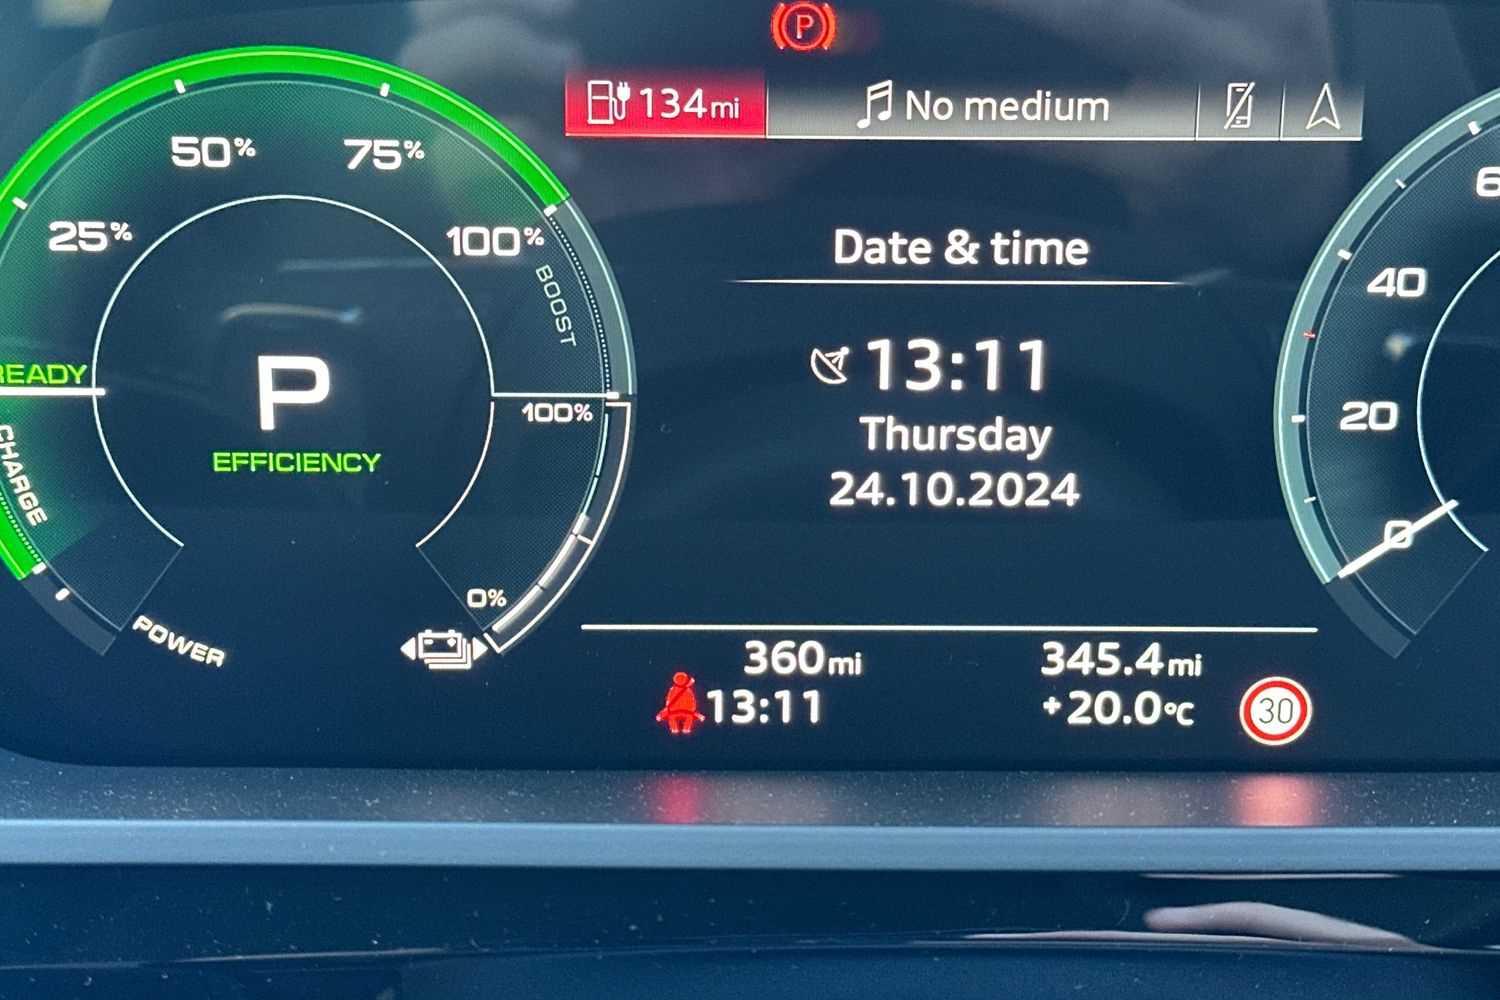 P
134mi
No medium
50%
75%
25%
100%
BOOST
Date & time
60
40
20
0
13:11
Thursday
24.10.2024
READY
P
EFFICIENCY
CHARGE
100%
0%
POWER
360mi
345.4mi
13:11
+20.0°C
30